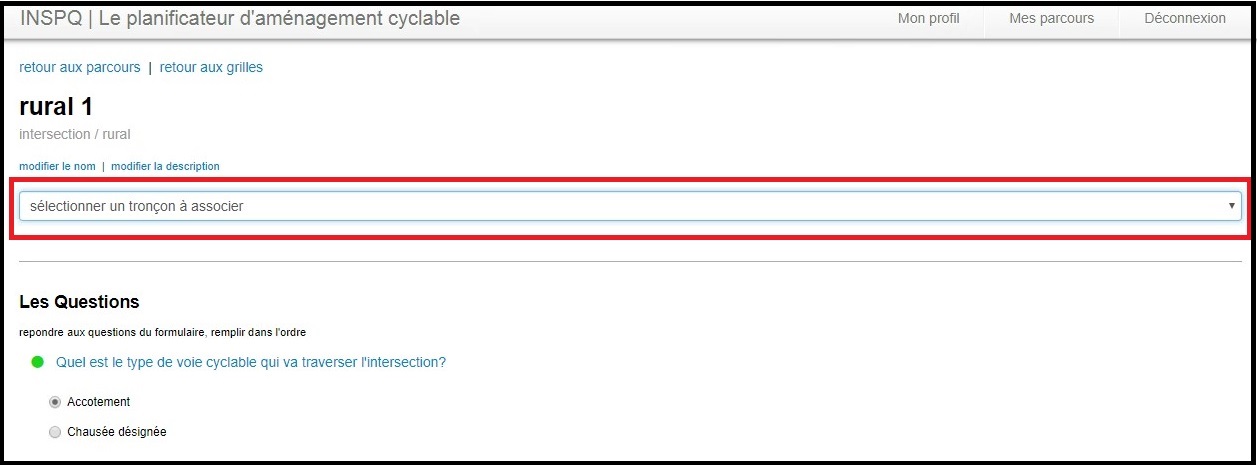 INSPQ | Le planificateur d'aménagement cyclable Mon profil Mes parcours Déconnexion
retour aux parcours | retour aux grilles
rural 1
intersection / rural
modifier le nom | modifier la description
sélectionner un tronçon à associer
Les Questions
repondre aux questions du formulaire, remplir dans l'ordre
Quel est le type de voie cyclable qui va traverser l'intersection?
Accotement
Chausée désignée